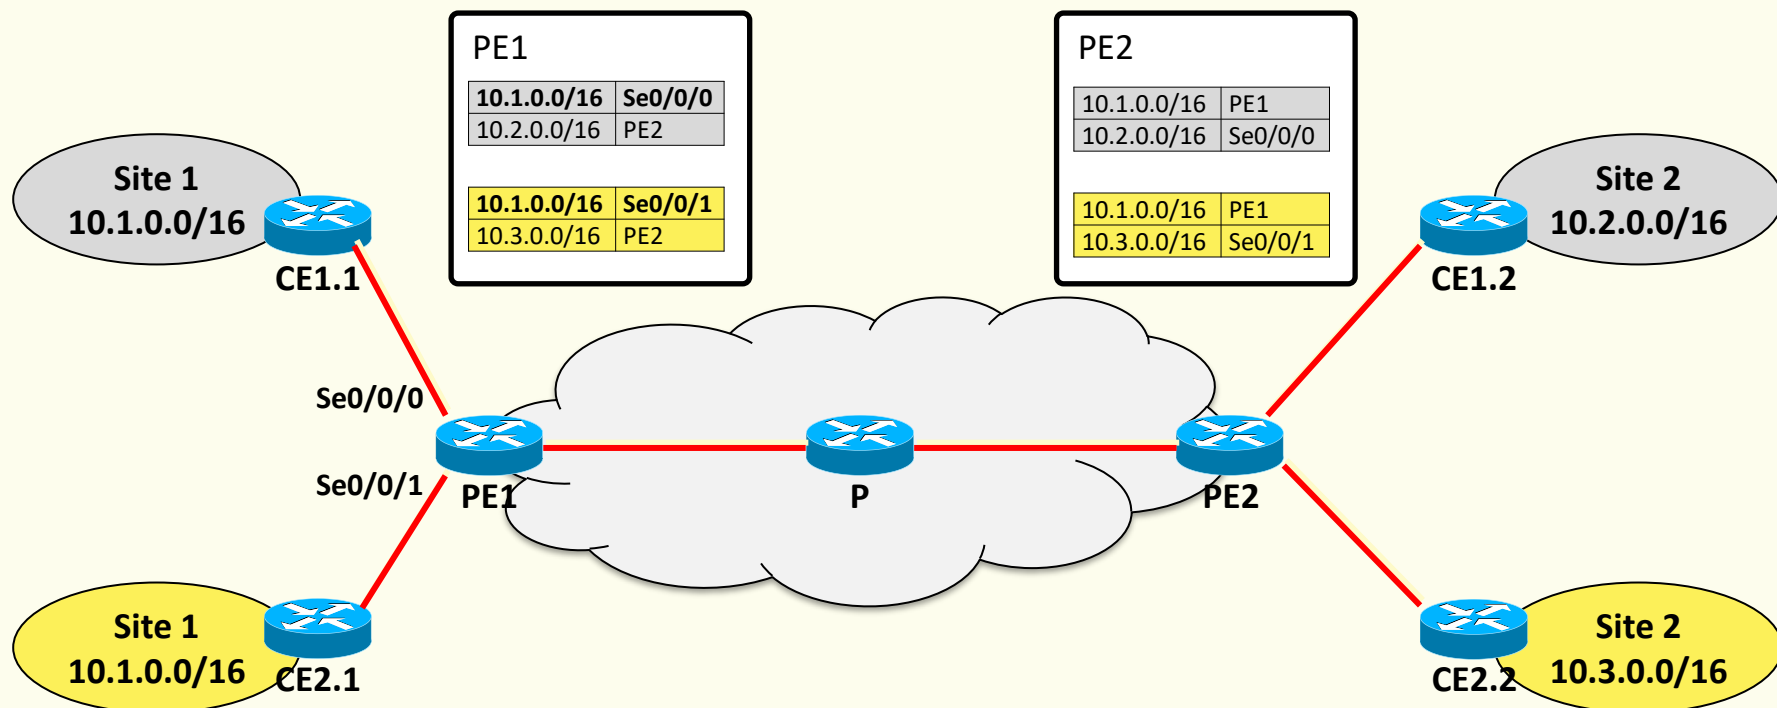 PE1
10.1.0.0/16 Se0/0/0
10.2.0.0/16 PE2
10.1.0.0/16 Se0/0/1
10.3.0.0/16 PE2
PE2
10.1.0.0/16 PE1
10.2.0.0/16 Se0/0/0
10.1.0.0/16 PE1
10.3.0.0/16 Se0/0/1
Site 1
10.1.0.0/16
CE1.1
Site 2
10.2.0.0/16
CE1.2
Se0/0/0
Se0/0/1
PE1
P
PE2
Site 1
10.1.0.0/16
CE2.1
Site 2
10.3.0.0/16
CE2.2